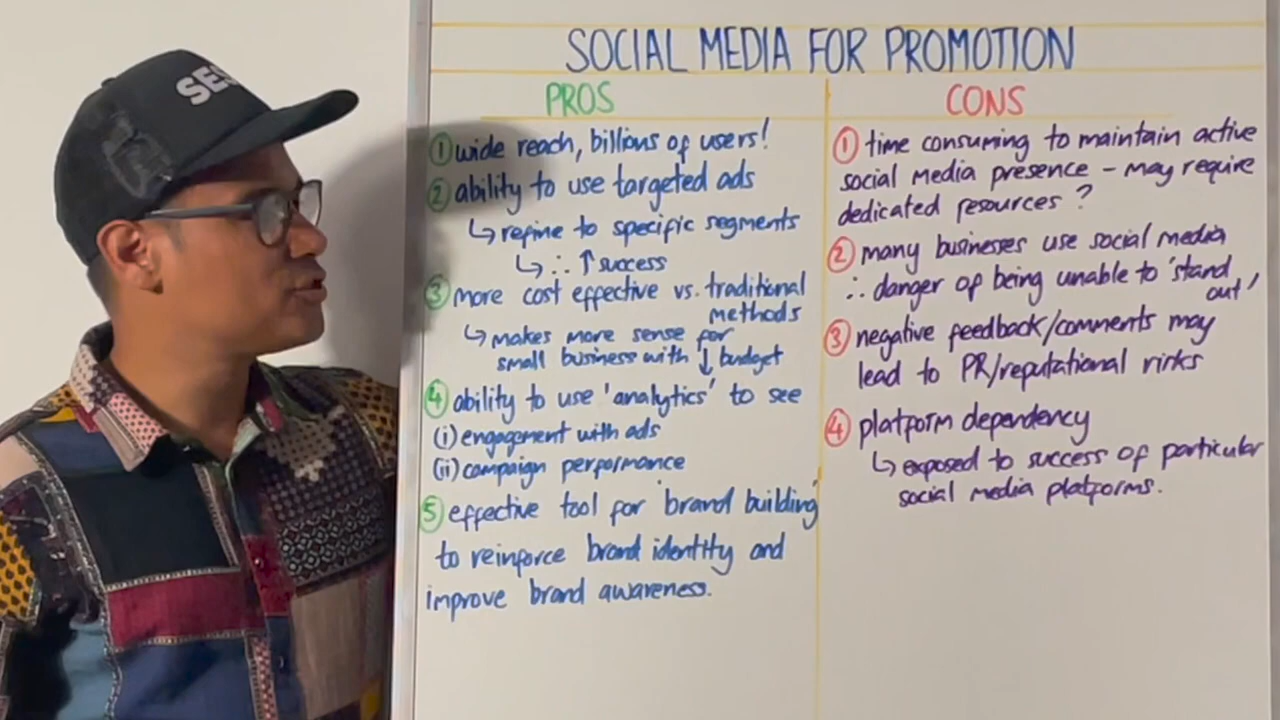 SES
SOCIAL MEDIA FOR PROMOTION
PROS
① wide reach, billions of users!
② ability to use targeted ads
↳ refine to specific segments
↳ ∴ ↑ success
③ more cost effective vs. traditional
methods
↳ makes more sense for
small business with ↓ budget
④ ability to use 'analytics' to see
(i) engagement with ads
(ii) campaign performance
⑤ effective tool for 'brand building'
to reinforce brand identity and
improve brand awareness.
CONS
① time consuming to maintain active
social media presence - may require
dedicated resources?
② many businesses use social media
∴ danger of being unable to 'stand
out'
③ negative feedback/comments may
lead to PR/reputational risks
④ platform dependency
↳ exposed to success of particular
social media platforms.